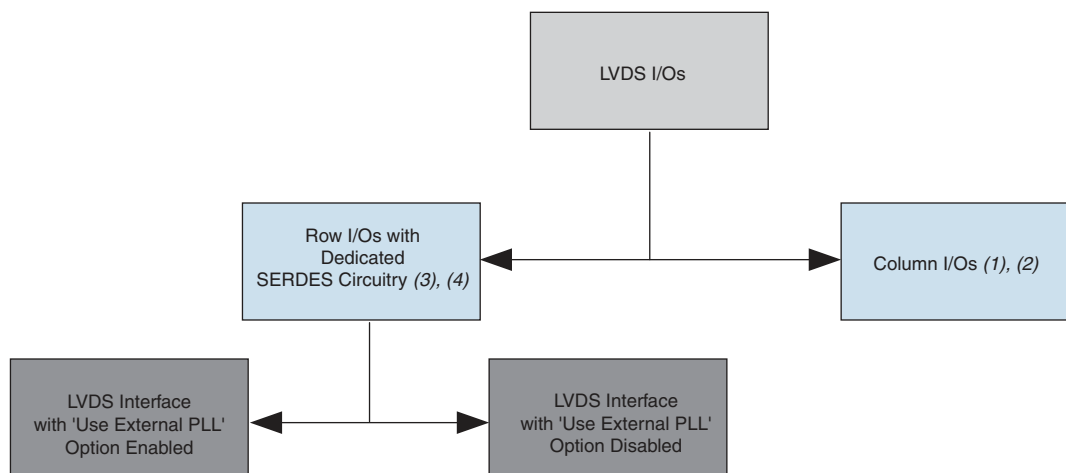 LVDS I/Os
Row I/Os with
Dedicated
SERDES Circuitry (3), (4)
Column I/Os (1), (2)
LVDS Interface
with 'Use External PLL'
Option Enabled
LVDS Interface
with 'Use External PLL'
Option Disabled